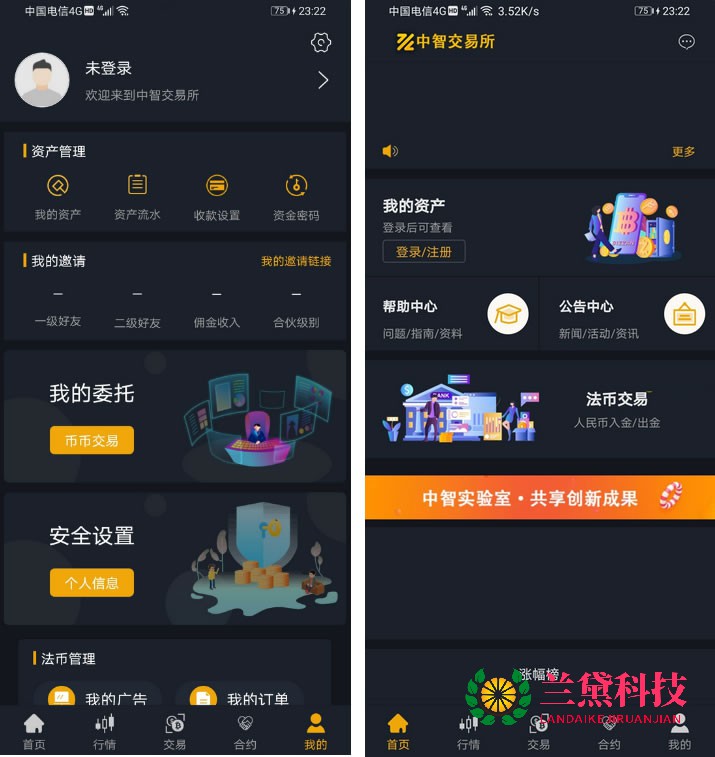 中国电信4G HD 4G 75 23:22
未登录
欢迎来到中智交易所
资产管理
我的资产 资产流水 收款设置 资金密码
我的邀请 我的邀请链接
一级好友 二级好友 佣金收入 合伙级别
我的委托
币币交易
安全设置
个人信息
法币管理
我的广告 我的订单
首页 行情 交易 合约 我的
中国电信4G HD 4G 3.52K/s 75 23:22
中智交易所
更多
我的资产
登录后可查看
登录/注册
帮助中心
问题/指南/资料
公告中心
新闻/活动/资讯
BANK
法币交易
人民币入金/出金
中智实验室·共享创新成果
涨幅榜
兰黛科技
LANDAIKERUANJIAN
首页 行情 交易 合约 我的